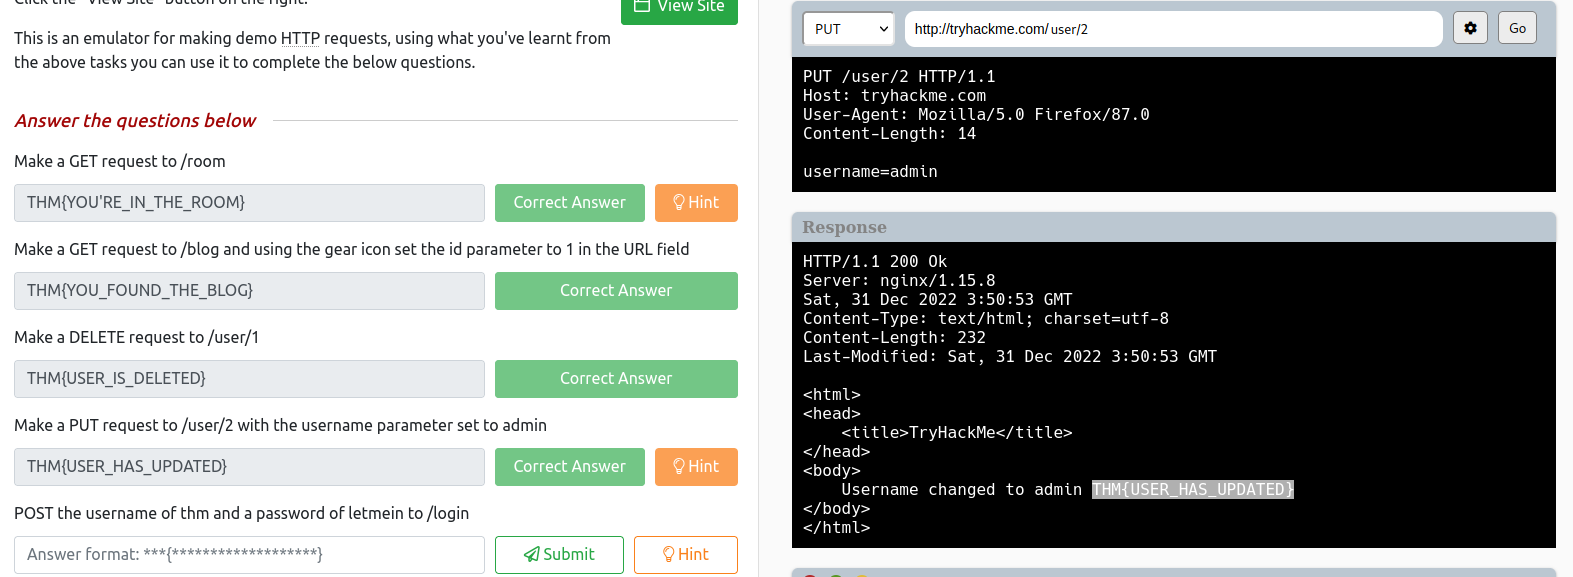 Click the "View Site" button on the right.
View Site
This is an emulator for making demo HTTP requests, using what you've learnt from
the above tasks you can use it to complete the below questions.
Answer the questions below
Make a GET request to /room
THM{YOU'RE_IN_THE_ROOM}
Correct Answer
Hint
Make a GET request to /blog and using the gear icon set the id parameter to 1 in the URL field
THM{YOU_FOUND_THE_BLOG}
Correct Answer
Make a DELETE request to /user/1
THM{USER_IS_DELETED}
Correct Answer
Make a PUT request to /user/2 with the username parameter set to admin
THM{USER_HAS_UPDATED}
Correct Answer
Hint
POST the username of thm and a password of letmein to /login
Answer format: ***{*******************}
Submit
Hint
PUT
http://tryhackme.com/ user/2
Go
PUT /user/2 HTTP/1.1
Host: tryhackme.com
User-Agent: Mozilla/5.0 Firefox/87.0
Content-Length: 14
username=admin
Response
HTTP/1.1 200 Ok
Server: nginx/1.15.8
Sat, 31 Dec 2022 3:50:53 GMT
Content-Type: text/html; charset=utf-8
Content-Length: 232
Last-Modified: Sat, 31 Dec 2022 3:50:53 GMT
<html>
<head>
    <title>TryHackMe</title>
</head>
<body>
    Username changed to admin THM{USER_HAS_UPDATED}
</body>
</html>